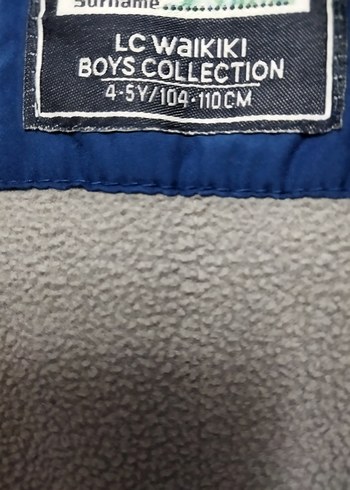 Surname
LC WaIKIKI
BOYS COLLECTION
4-5Y/104-110CM